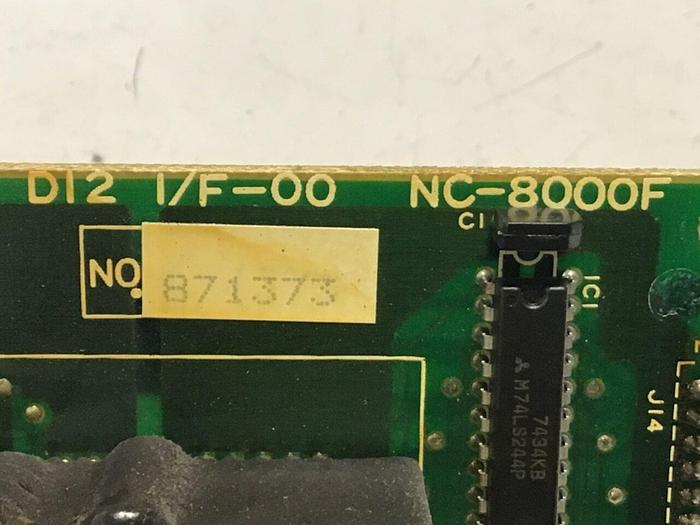 DI2 I/F-00 NC-8000F
C1
NO. 871373
IC1
M74LS244P
7434KB
J14